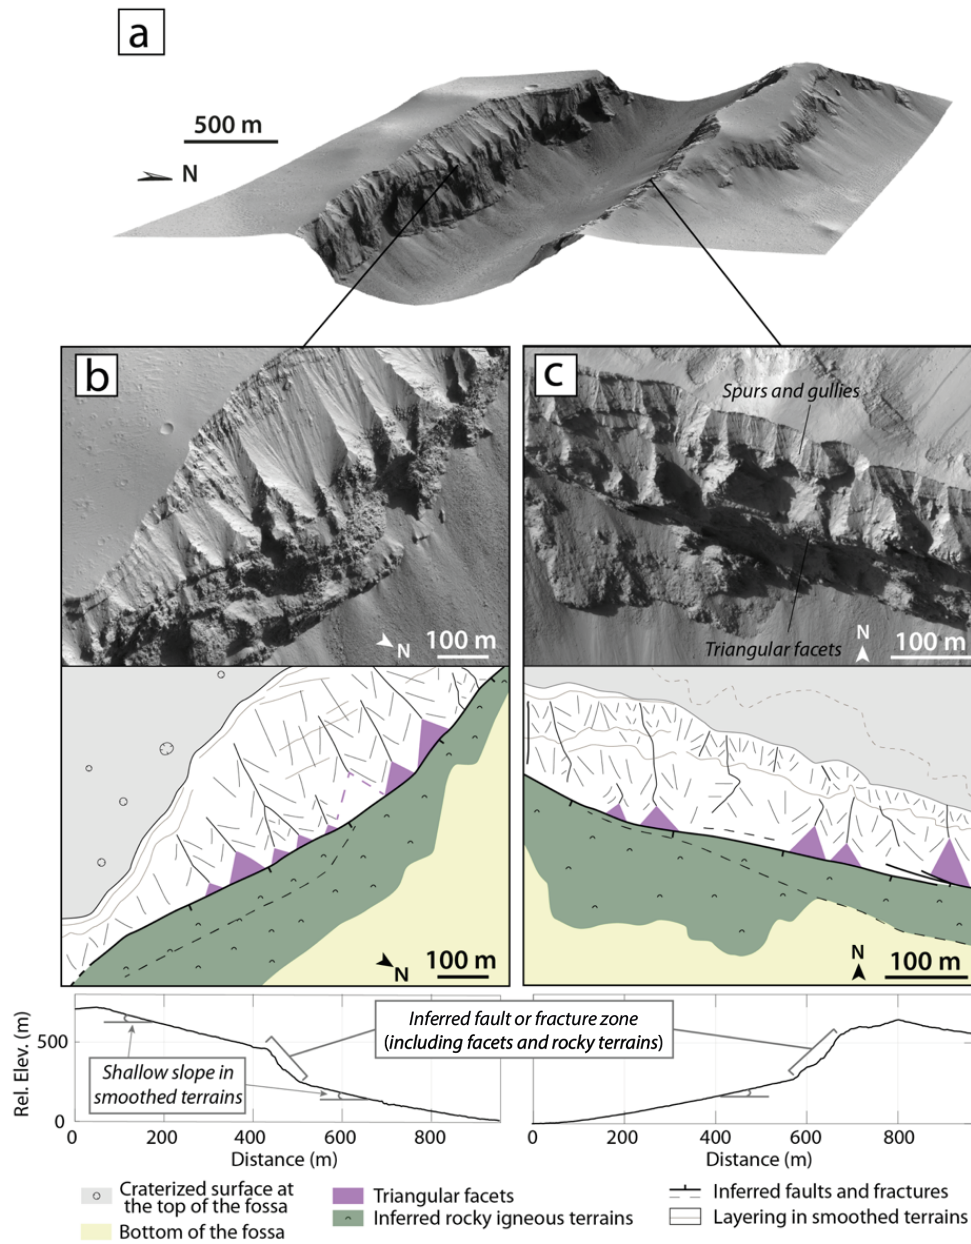 a
500 m
N
b
N
100 m
c
Spurs and gullies
Triangular facets
N
100 m
N
100 m
N
100 m
Rel. Elev. (m)
500
0
Shallow slope in
smoothed terrains
Inferred fault or fracture zone
(including facets and rocky terrains)
0
200
400
600
800
Distance (m)
0
200
400
600
800
Distance (m)
Craterized surface at
the top of the fossa
Bottom of the fossa
Triangular facets
Inferred rocky igneous terrains
Inferred faults and fractures
Layering in smoothed terrains